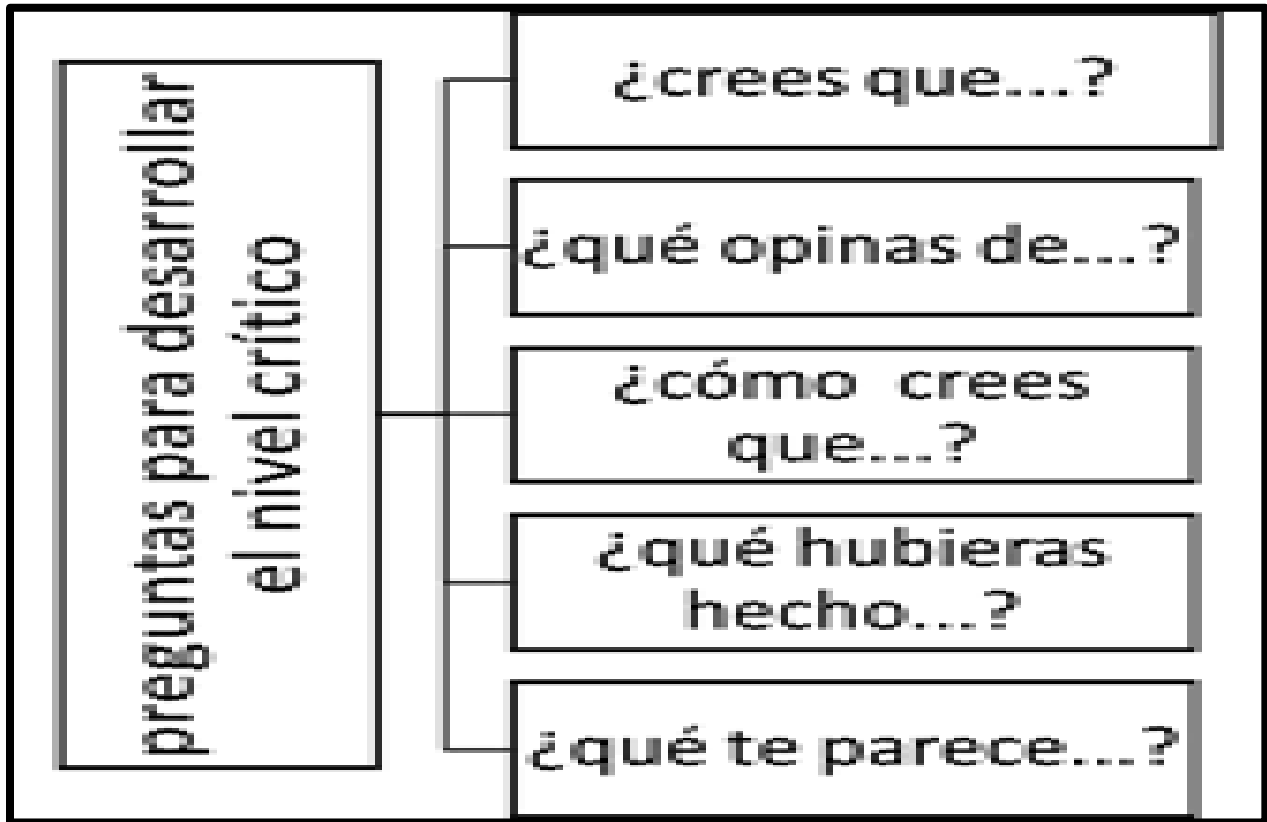 preguntas para desarrollar
el nivel crítico
¿crees que...?
¿qué opinas de...?
¿cómo crees
que...?
¿qué hubieras
hecho...?
¿qué te parece...?